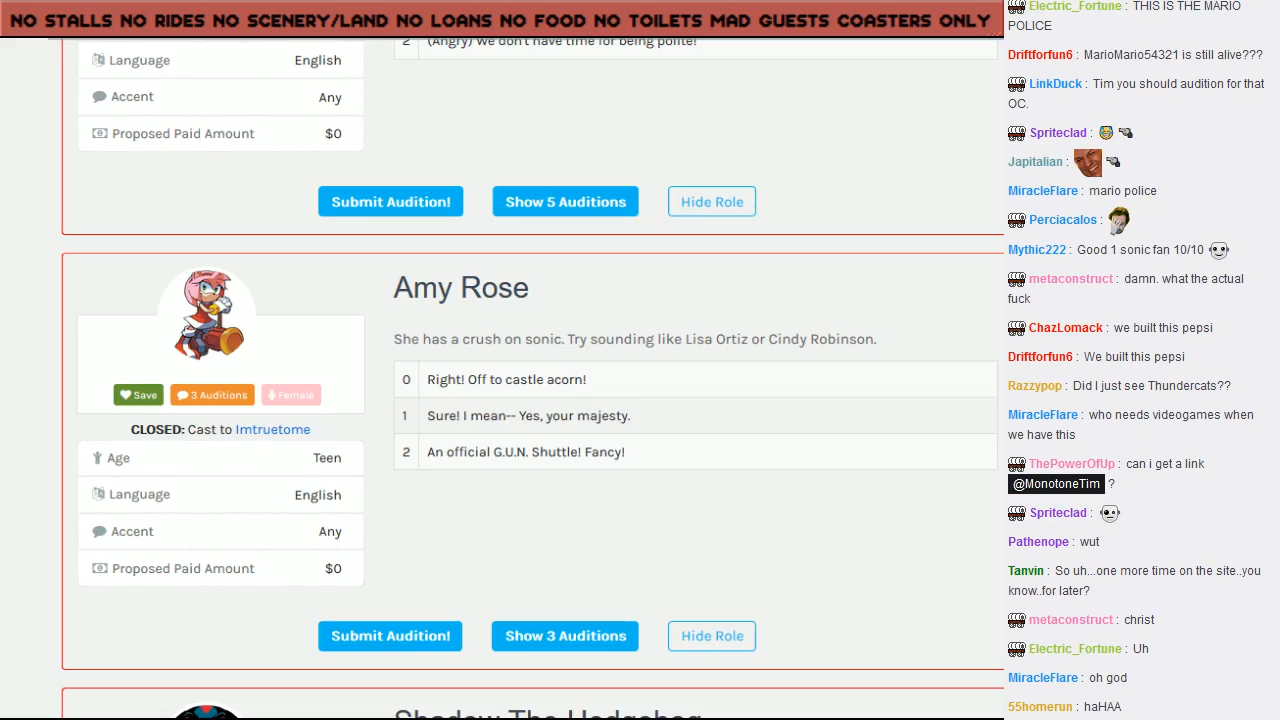 NO STALLS NO RIDES NO SCENERY/LAND NO LOANS NO FOOD NO TOILETS MAD GUESTS COASTERS ONLY
2 (Angry) We don't have time for being polite!
Language English
Accent Any
Proposed Paid Amount $0
Submit Audition! Show 5 Auditions Hide Role
Amy Rose
She has a crush on sonic. Try sounding like Lisa Ortiz or Cindy Robinson.
0 Right! Off to castle acorn!
1 Sure! I mean-- Yes, your majesty.
2 An official G.U.N. Shuttle! Fancy!
Save 3 Auditions Female
CLOSED: Cast to Imtruetome
Age Teen
Language English
Accent Any
Proposed Paid Amount $0
Submit Audition! Show 3 Auditions Hide Role
Shadow The Hedgehog
Electric_Fortune : THIS IS THE MARIO
POLICE
Driftforfun6 : MarioMario54321 is still alive???
LinkDuck : Tim you should audition for that
OC.
Spriteclad :
Japitalian :
MiracleFlare : mario police
Perciacalos :
Mythic222 : Good 1 sonic fan 10/10
metaconstruct : damn. what the actual
fuck
ChazLomack : we built this pepsi
Driftforfun6 : We built this pepsi
Razzypop : Did I just see Thundercats??
MiracleFlare : who needs videogames when
we have this
ThePowerOfUp : can i get a link
@MonotoneTim ?
Spriteclad :
Pathenope : wut
Tanvin : So uh...one more time on the site..you
know..for later?
metaconstruct : christ
Electric_Fortune : Uh
MiracleFlare : oh god
55homerun : haHAA